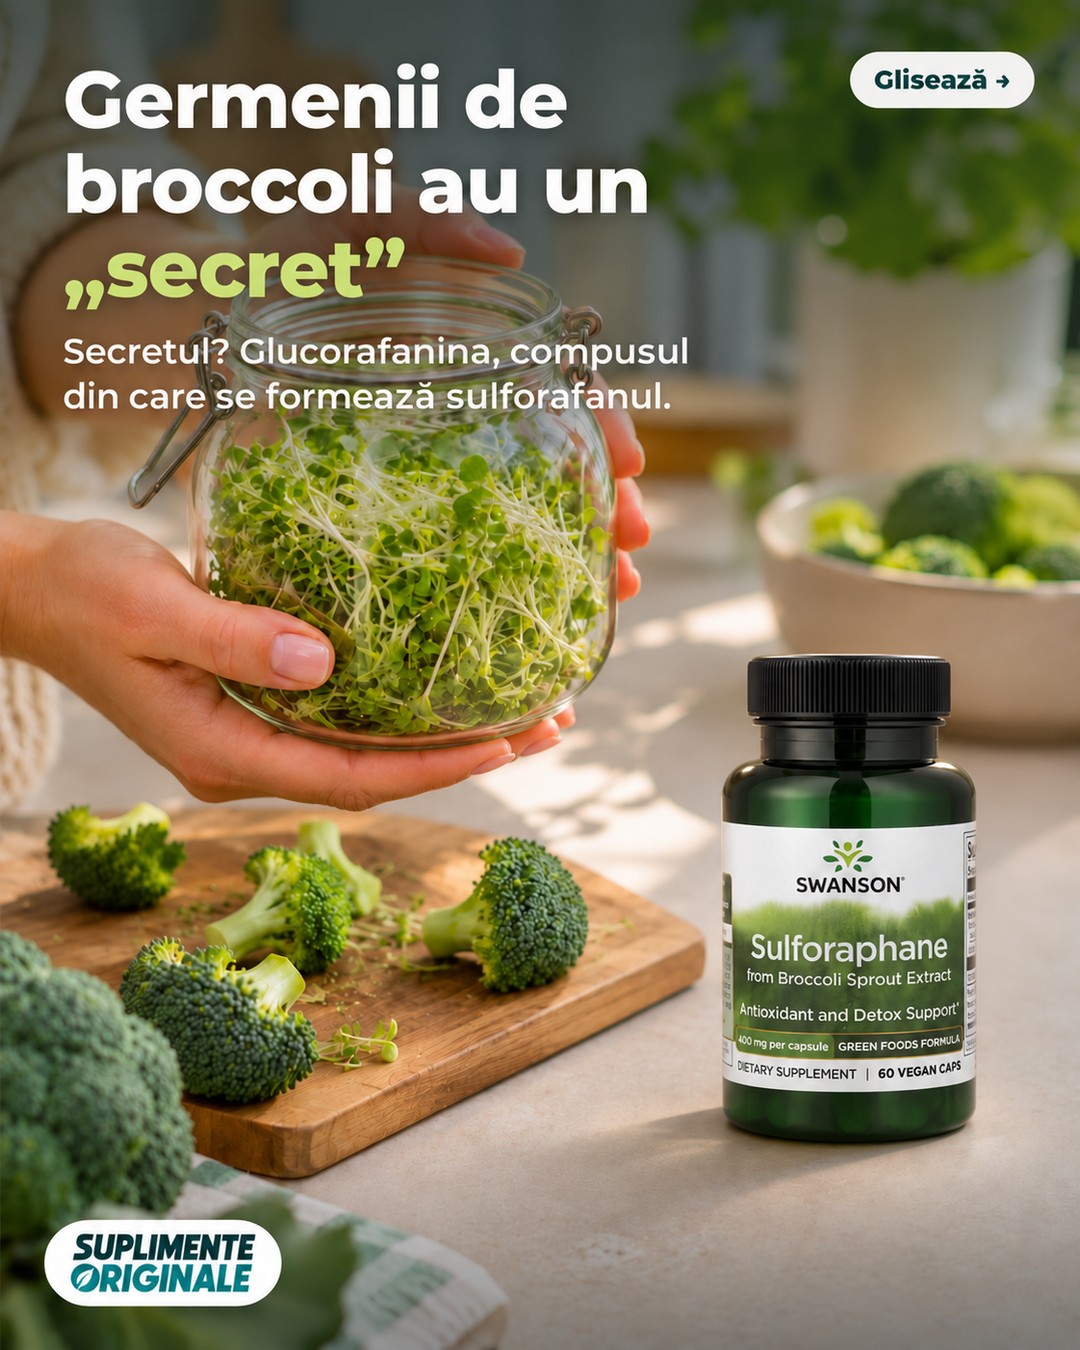 Germenii de
broccoli au un
„secret”
Secretul? Glucorafanina, compusul
din care se formează sulforafanul.
Glisează →
SWANSON®
Sulforaphane
from Broccoli Sprout Extract
Antioxidant and Detox Support*
400 mg per capsule GREEN FOODS FORMULA
DIETARY SUPPLEMENT | 60 VEGAN CAPS
SUPLIMENTE
ORIGINALE